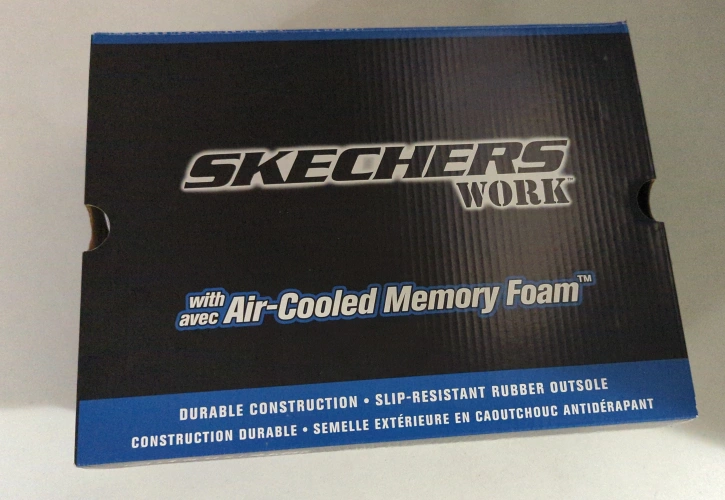 SKECHERS
WORK™
with
avec Air-Cooled Memory Foam™
DURABLE CONSTRUCTION • SLIP-RESISTANT RUBBER OUTSOLE
CONSTRUCTION DURABLE • SEMELLE EXTÉRIEURE EN CAOUTCHOUC ANTIDÉRAPANT